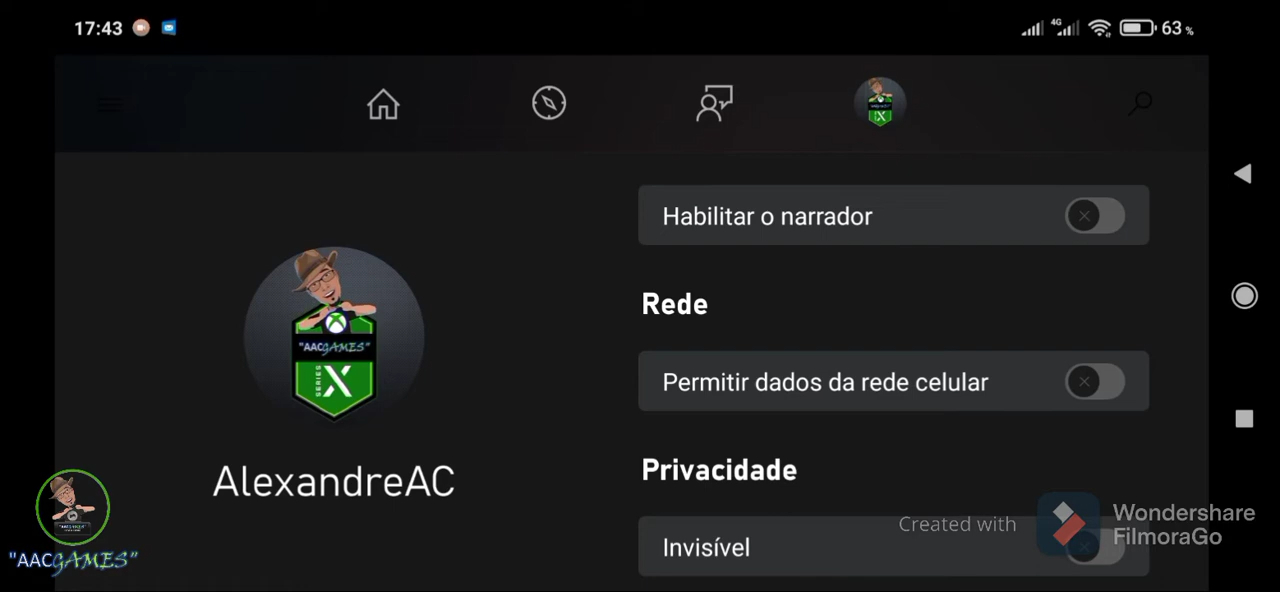 17:43
4G
63 %
Habilitar o narrador
Rede
Permitir dados da rede celular
Privacidade
Invisível
"AACGAMES"
SERIES X
AlexandreAC
Created with
Wondershare
FilmoraGo
"AACGAMES"